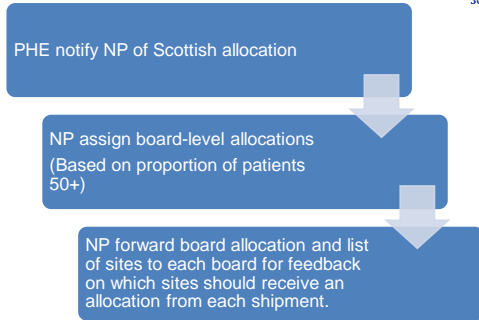 PHE notify NP of Scottish allocation
NP assign board-level allocations
(Based on proportion of patients
50+)
NP forward board allocation and list
of sites to each board for feedback
on which sites should receive an
allocation from each shipment.